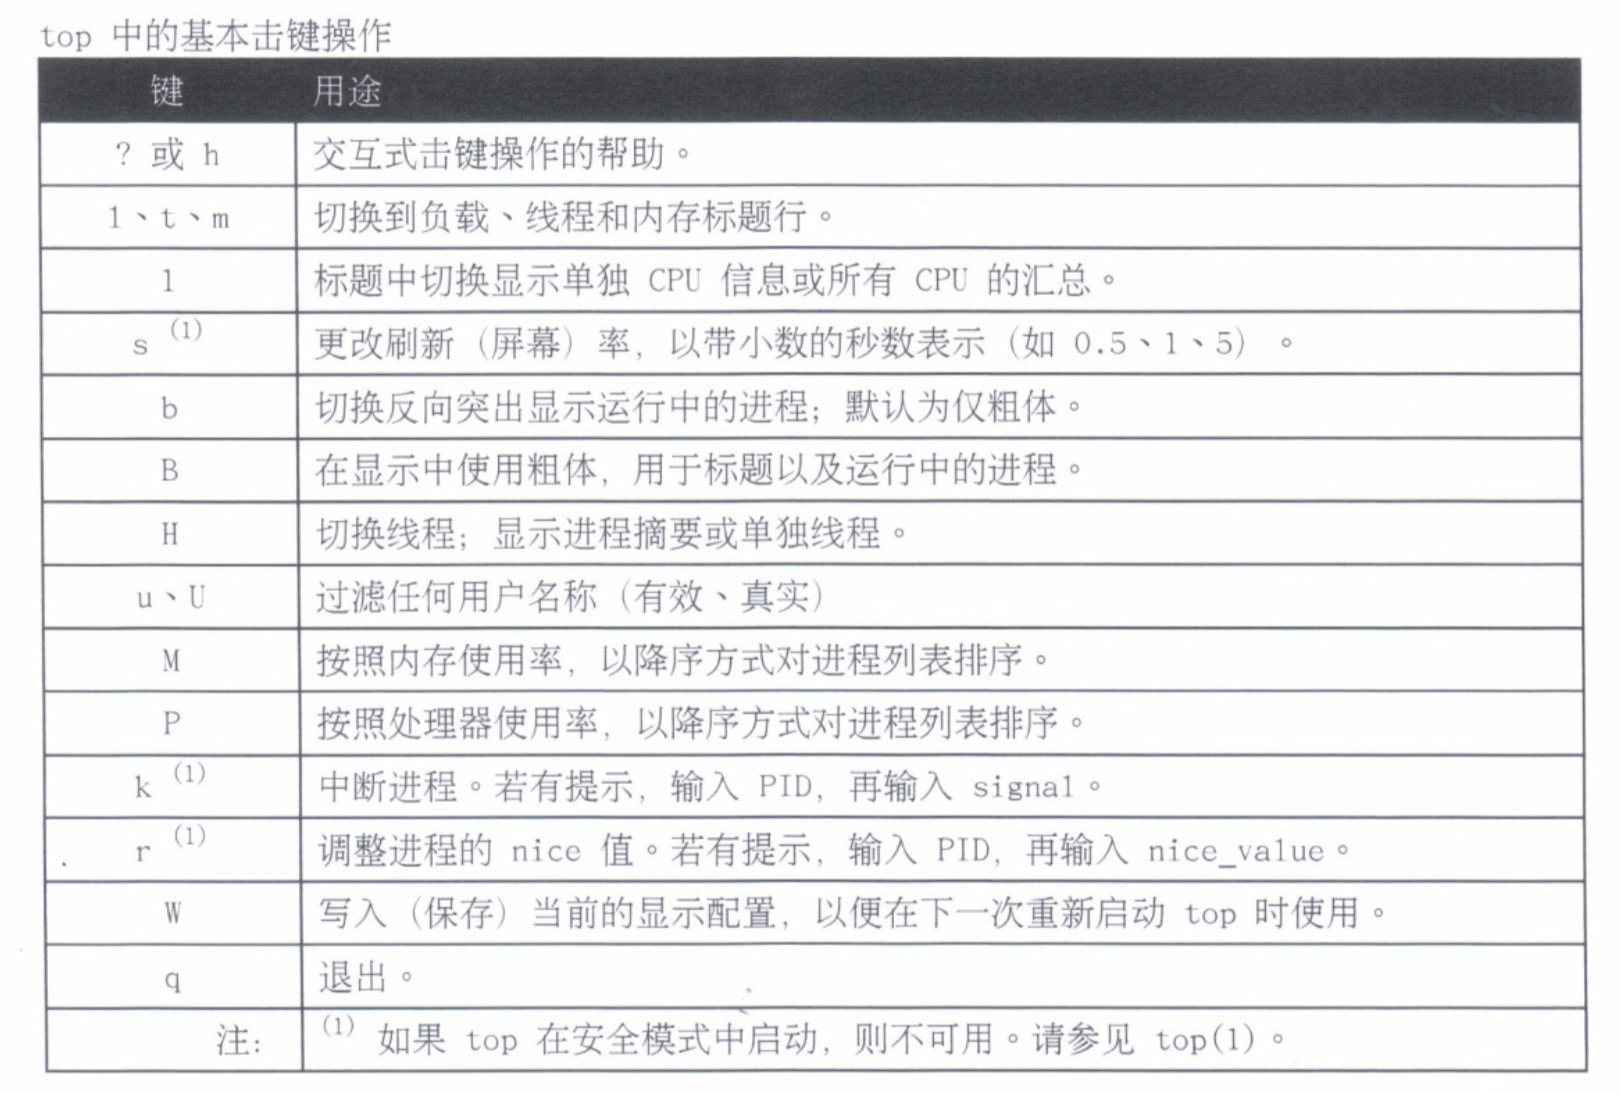 top 中的基本击键操作
键 用途
? 或 h 交互式击键操作的帮助。
l、t、m 切换到负载、线程和内存标题行。
1 标题中切换显示单独 CPU 信息或所有 CPU 的汇总。
s (1) 更改刷新（屏幕）率，以带小数的秒数表示（如 0.5、1、5）。
b 切换反向突出显示运行中的进程；默认为仅粗体。
B 在显示中使用粗体，用于标题以及运行中的进程。
H 切换线程；显示进程摘要或单独线程。
u、U 过滤任何用户名称（有效、真实）
M 按照内存使用率，以降序方式对进程列表排序。
P 按照处理器使用率，以降序方式对进程列表排序。
k (1) 中断进程。若有提示，输入 PID，再输入 signal。
r (1) 调整进程的 nice 值。若有提示，输入 PID，再输入 nice_value。
W 写入（保存）当前的显示配置，以便在下一次重新启动 top 时使用。
q 退出。
注： (1) 如果 top 在安全模式中启动，则不可用。请参见 top(1)。